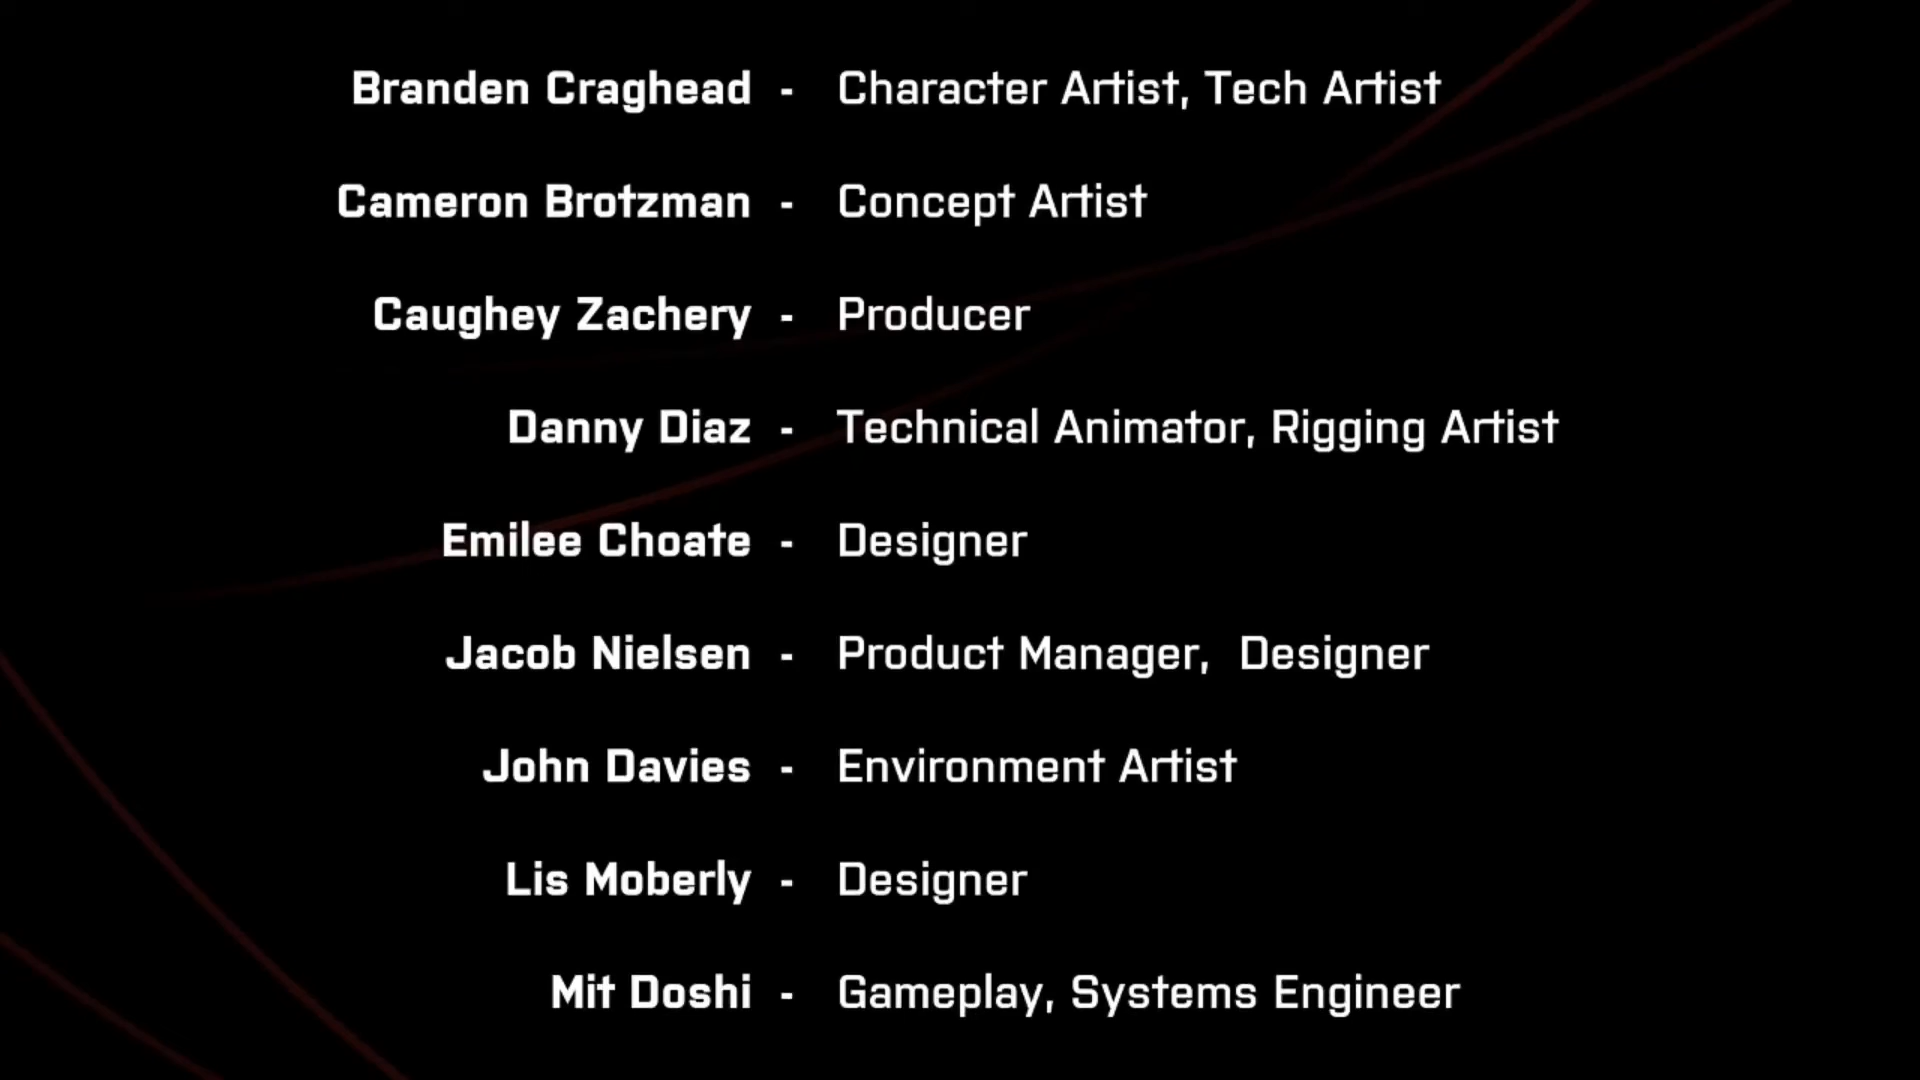 Branden Craghead - Character Artist, Tech Artist
Cameron Brotzman - Concept Artist
Caughey Zachery - Producer
Danny Diaz - Technical Animator, Rigging Artist
Emilee Choate - Designer
Jacob Nielsen - Product Manager,  Designer
John Davies - Environment Artist
Lis Moberly - Designer
Mit Doshi - Gameplay, Systems Engineer